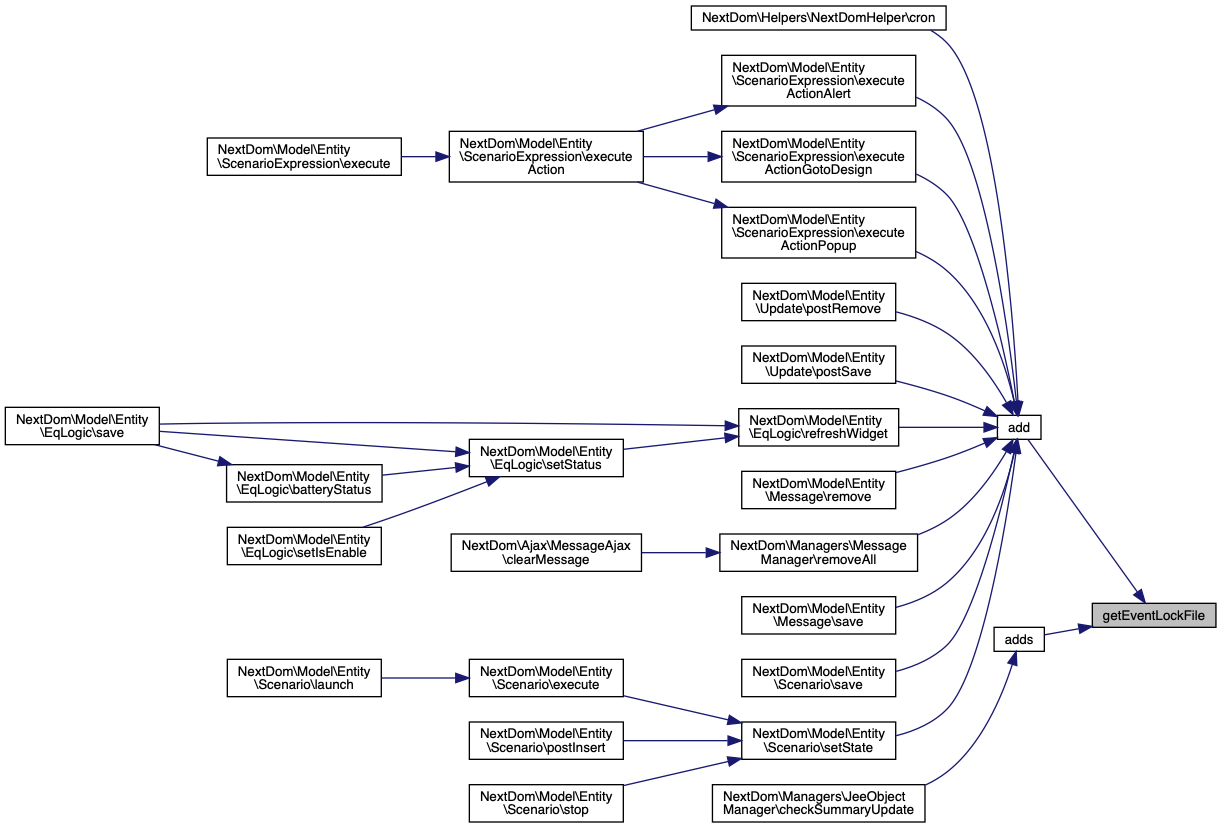 NextDom\Helpers\NextDomHelper\cron
NextDom\Model\Entity
\ScenarioExpression\execute
ActionAlert
NextDom\Model\Entity
\ScenarioExpression\execute
NextDom\Model\Entity
\ScenarioExpression\execute
Action
NextDom\Model\Entity
\ScenarioExpression\execute
ActionGotoDesign
NextDom\Model\Entity
\ScenarioExpression\execute
ActionPopup
NextDom\Model\Entity
\Update\postRemove
NextDom\Model\Entity
\Update\postSave
NextDom\Model\Entity
\EqLogic\save
NextDom\Model\Entity
\EqLogic\refreshWidget
add
NextDom\Model\Entity
\EqLogic\setStatus
NextDom\Model\Entity
\EqLogic\batteryStatus
NextDom\Model\Entity
\Message\remove
NextDom\Model\Entity
\EqLogic\setIsEnable
NextDom\Ajax\MessageAjax
\clearMessage
NextDom\Managers\Message
Manager\removeAll
NextDom\Model\Entity
\Message\save
getEventLockFile
adds
NextDom\Model\Entity
\Scenario\launch
NextDom\Model\Entity
\Scenario\execute
NextDom\Model\Entity
\Scenario\save
NextDom\Model\Entity
\Scenario\postInsert
NextDom\Model\Entity
\Scenario\setState
NextDom\Model\Entity
\Scenario\stop
NextDom\Managers\JeeObject
Manager\checkSummaryUpdate